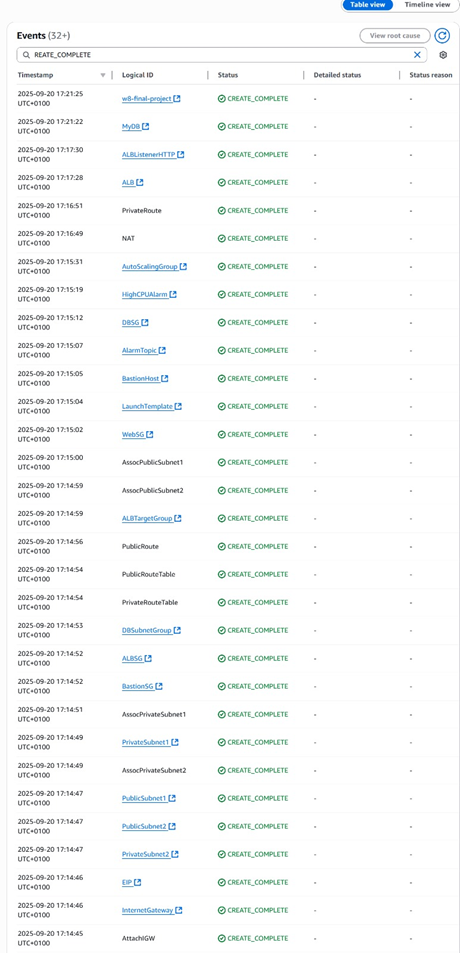 Table view Timeline view
Events (32+) View root cause
REATE_COMPLETE
Timestamp Logical ID Status Detailed status Status reason
2025-09-20 17:21:25 w8-final-project CREATE_COMPLETE -
UTC+0100 -
2025-09-20 17:21:22 MyDB CREATE_COMPLETE - -
UTC+0100
2025-09-20 17:17:30 ALBListenerHTTP CREATE_COMPLETE - -
UTC+0100
2025-09-20 17:17:28 ALB CREATE_COMPLETE - -
UTC+0100
2025-09-20 17:16:51 PrivateRoute CREATE_COMPLETE - -
UTC+0100
2025-09-20 17:16:49 NAT CREATE_COMPLETE - -
UTC+0100
2025-09-20 17:15:31 AutoScalingGroup CREATE_COMPLETE - -
UTC+0100
2025-09-20 17:15:19 HighCPUAlarm CREATE_COMPLETE - -
UTC+0100
2025-09-20 17:15:12 DBSG CREATE_COMPLETE - -
UTC+0100
2025-09-20 17:15:07 AlarmTopic CREATE_COMPLETE - -
UTC+0100
2025-09-20 17:15:05 BastionHost CREATE_COMPLETE - -
UTC+0100
2025-09-20 17:15:04 LaunchTemplate CREATE_COMPLETE - -
UTC+0100
2025-09-20 17:15:02 WebSG CREATE_COMPLETE - -
UTC+0100
2025-09-20 17:15:00 AssocPublicSubnet1 CREATE_COMPLETE - -
UTC+0100
2025-09-20 17:14:59 AssocPublicSubnet2 CREATE_COMPLETE - -
UTC+0100
2025-09-20 17:14:59 ALBTargetGroup CREATE_COMPLETE - -
UTC+0100
2025-09-20 17:14:56 PublicRoute CREATE_COMPLETE - -
UTC+0100
2025-09-20 17:14:54 PublicRouteTable CREATE_COMPLETE - -
UTC+0100
2025-09-20 17:14:54 PrivateRouteTable CREATE_COMPLETE - -
UTC+0100
2025-09-20 17:14:53 DBSubnetGroup CREATE_COMPLETE - -
UTC+0100
2025-09-20 17:14:52 ALBSG CREATE_COMPLETE - -
UTC+0100
2025-09-20 17:14:52 BastionSG CREATE_COMPLETE - -
UTC+0100
2025-09-20 17:14:51 AssocPrivateSubnet1 CREATE_COMPLETE - -
UTC+0100
2025-09-20 17:14:49 PrivateSubnet1 CREATE_COMPLETE - -
UTC+0100
2025-09-20 17:14:49 AssocPrivateSubnet2 CREATE_COMPLETE - -
UTC+0100
2025-09-20 17:14:47 PublicSubnet1 CREATE_COMPLETE - -
UTC+0100
2025-09-20 17:14:47 PublicSubnet2 CREATE_COMPLETE - -
UTC+0100
2025-09-20 17:14:47 PrivateSubnet2 CREATE_COMPLETE - -
UTC+0100
2025-09-20 17:14:46 EIP CREATE_COMPLETE - -
UTC+0100
2025-09-20 17:14:46 InternetGateway CREATE_COMPLETE - -
UTC+0100
2025-09-20 17:14:45 AttachIGW CREATE_COMPLETE - -
UTC+0100